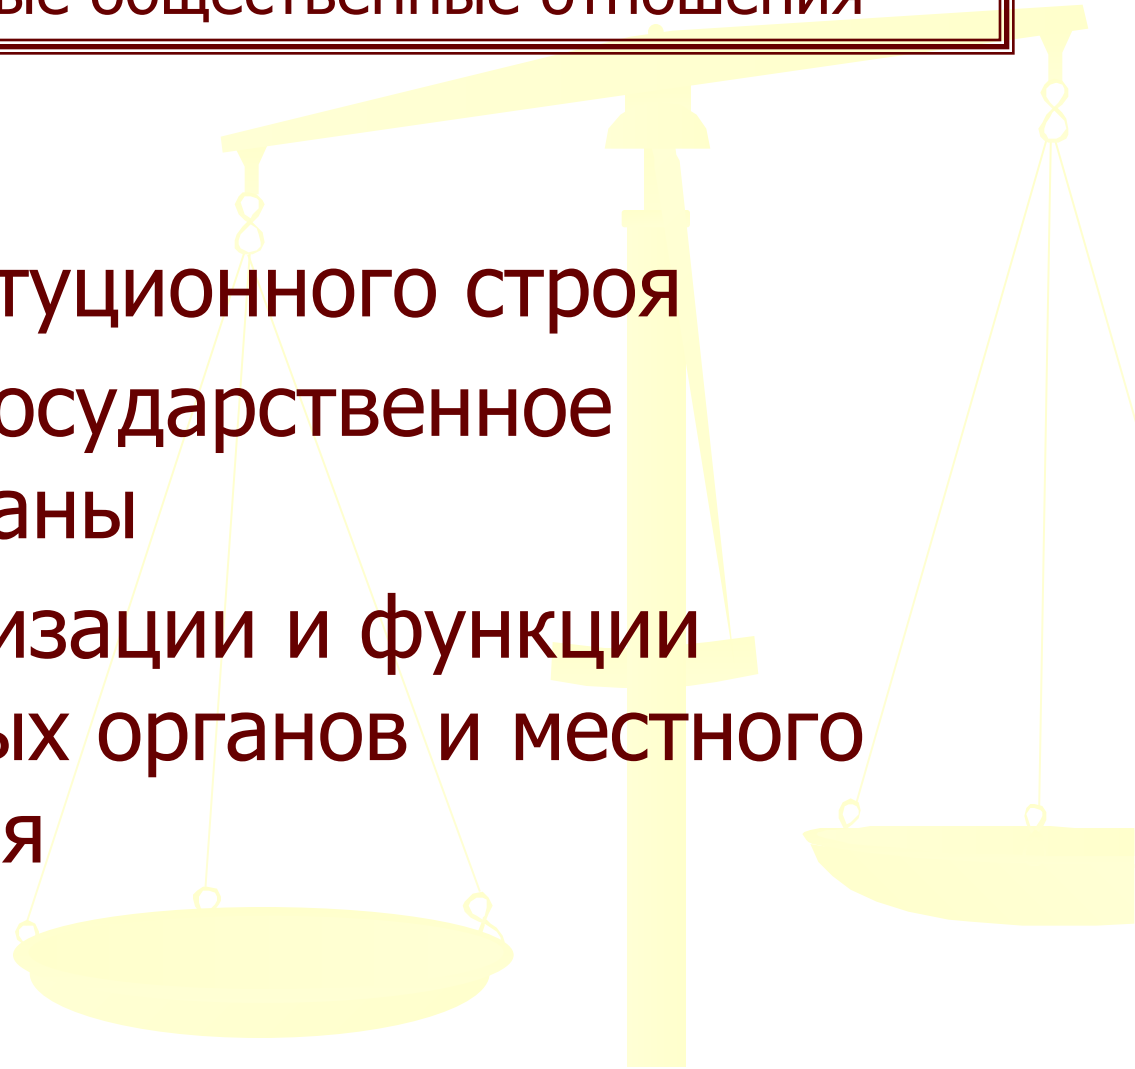 ые общественные отношения
туционного строя
осударственное
аны
изации и функции
ых органов и местного
я